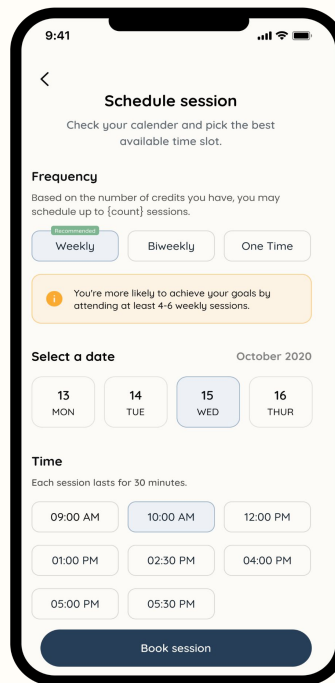 9:41
Schedule session
Check your calender and pick the best
available time slot.
Frequency
Based on the number of credits you have, you may
schedule up to {count} sessions.
Recommended
Weekly
Biweekly
One Time
i
You're more likely to achieve your goals by
attending at least 4-6 weekly sessions.
Select a date
October 2020
13
MON
14
TUE
15
WED
16
THUR
Time
Each session lasts for 30 minutes.
09:00 AM
10:00 AM
12:00 PM
01:00 PM
02:30 PM
04:00 PM
05:00 PM
05:30 PM
Book session